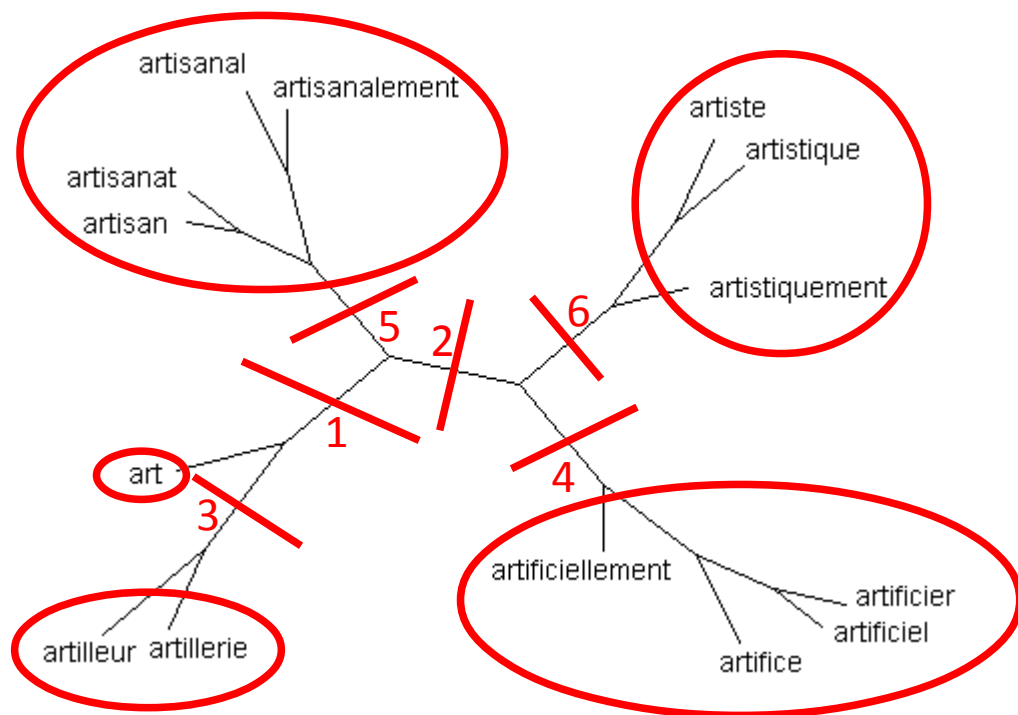 artisanal
artisanalement
artisanat
artisan
artiste
artistique
artistiquement
5
2
6
1
4
art
3
artificiellement
artificier
artificiel
artifice
artilleur
artillerie